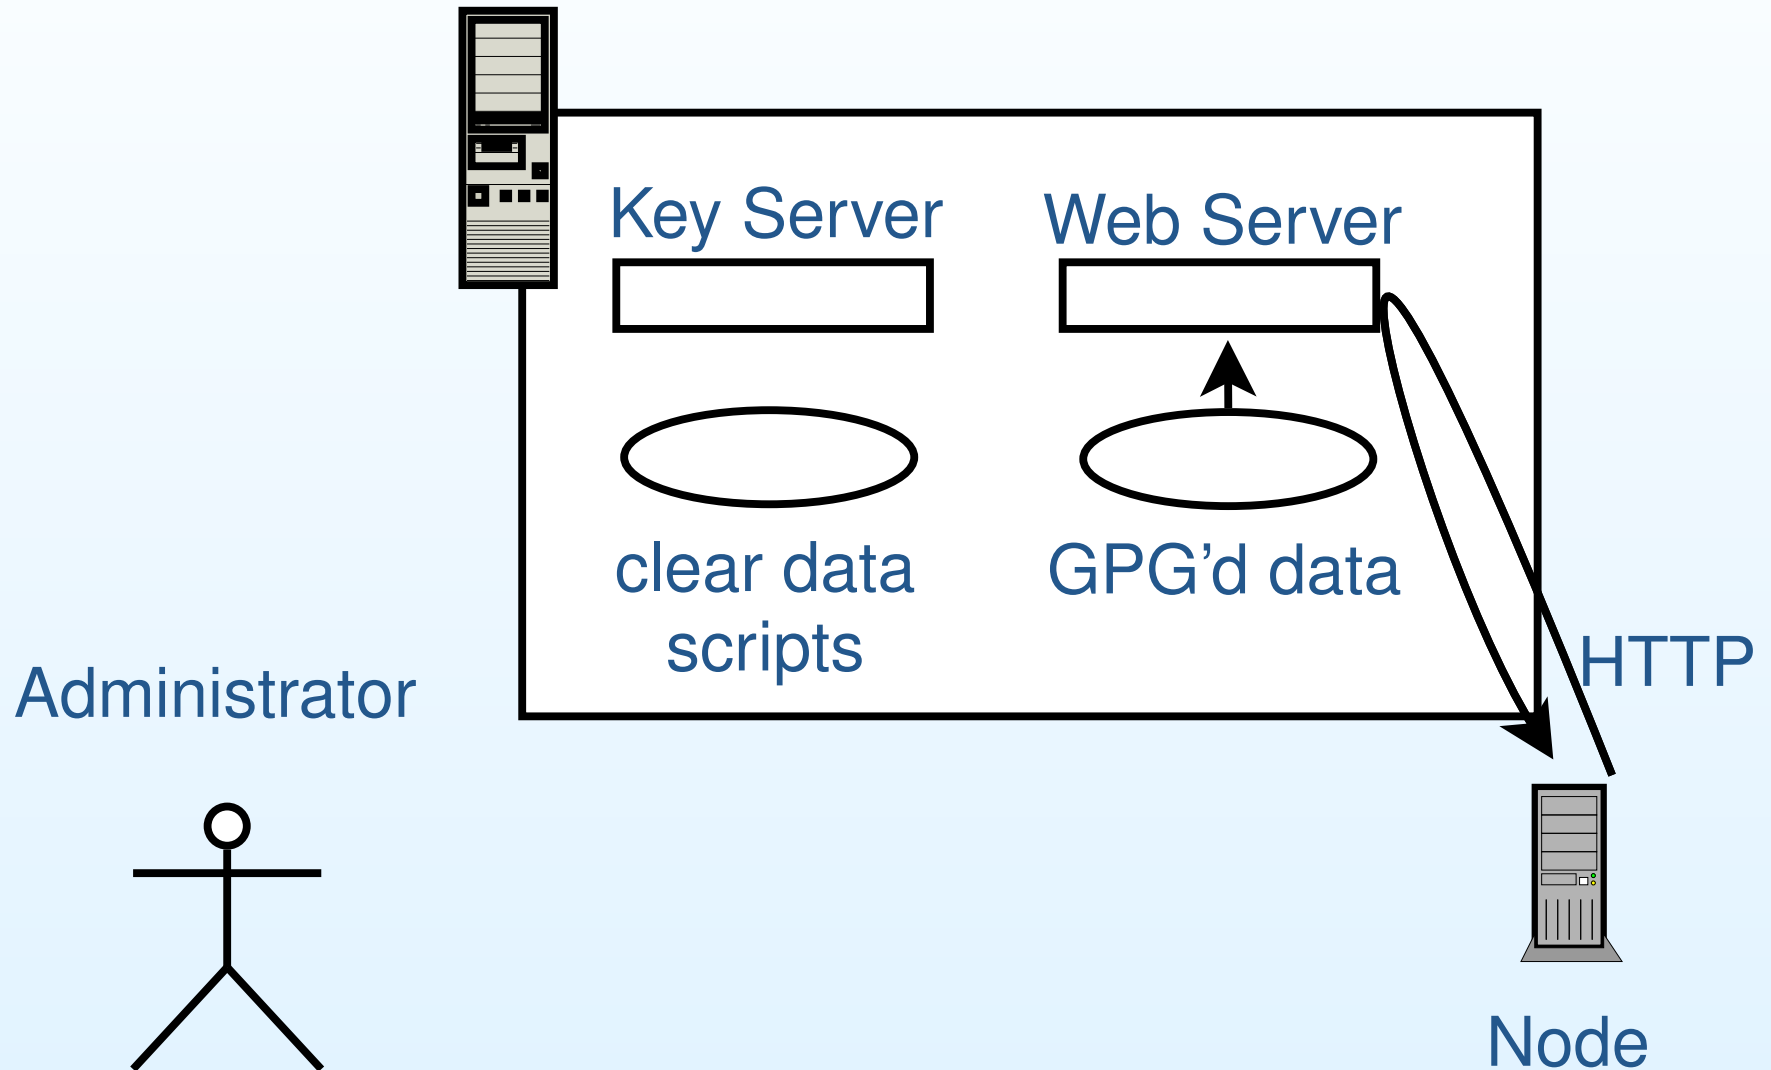 Key Server
Web Server
clear data
scripts
GPG'd data
HTTP
Administrator
Node